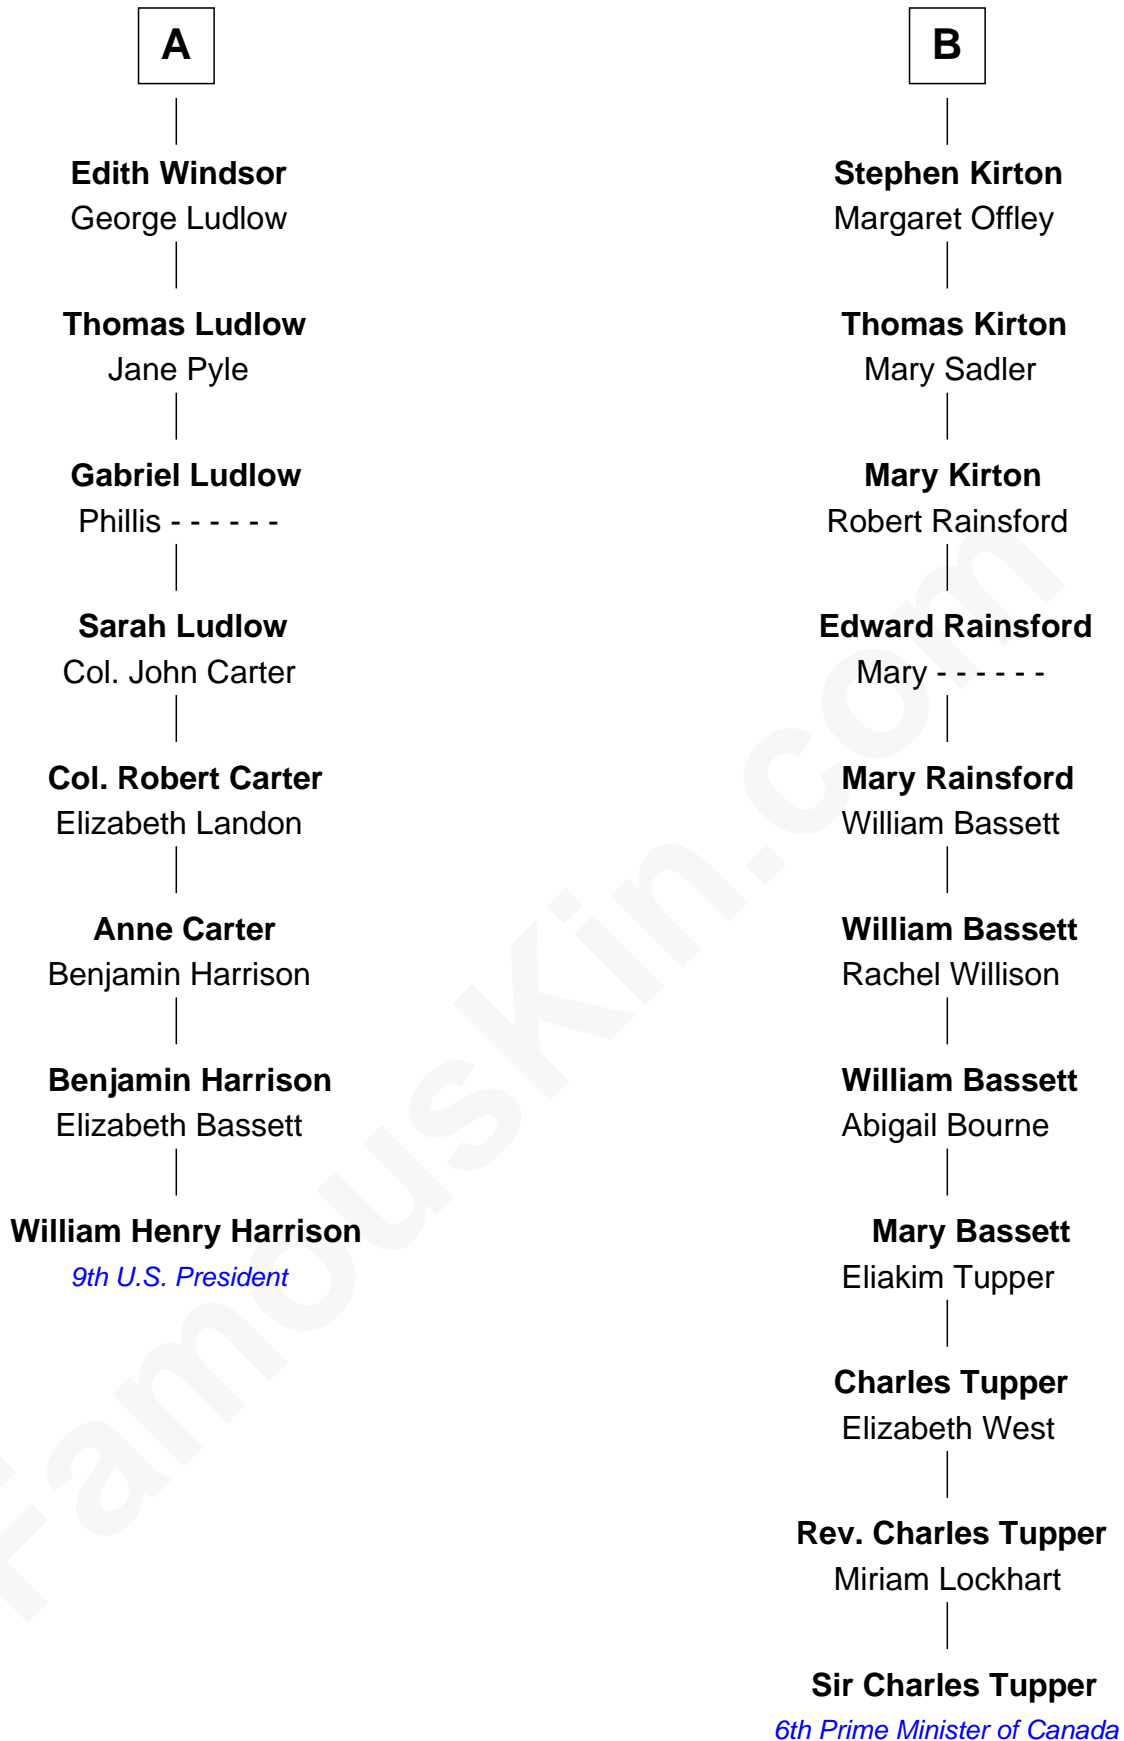 A
Edith Windsor
George Ludlow
Thomas Ludlow
Jane Pyle
Gabriel Ludlow
Phillis - - - - - -
Sarah Ludlow
Col. John Carter
Col. Robert Carter
Elizabeth Landon
Anne Carter
Benjamin Harrison
Benjamin Harrison
Elizabeth Bassett
William Henry Harrison
9th U.S. President
B
Stephen Kirton
Margaret Offley
Thomas Kirton
Mary Sadler
Mary Kirton
Robert Rainsford
Edward Rainsford
Mary - - - - - -
Mary Rainsford
William Bassett
William Bassett
Rachel Willison
William Bassett
Abigail Bourne
Mary Bassett
Eliakim Tupper
Charles Tupper
Elizabeth West
Rev. Charles Tupper
Miriam Lockhart
Sir Charles Tupper
6th Prime Minister of Canada
FamousKin.com